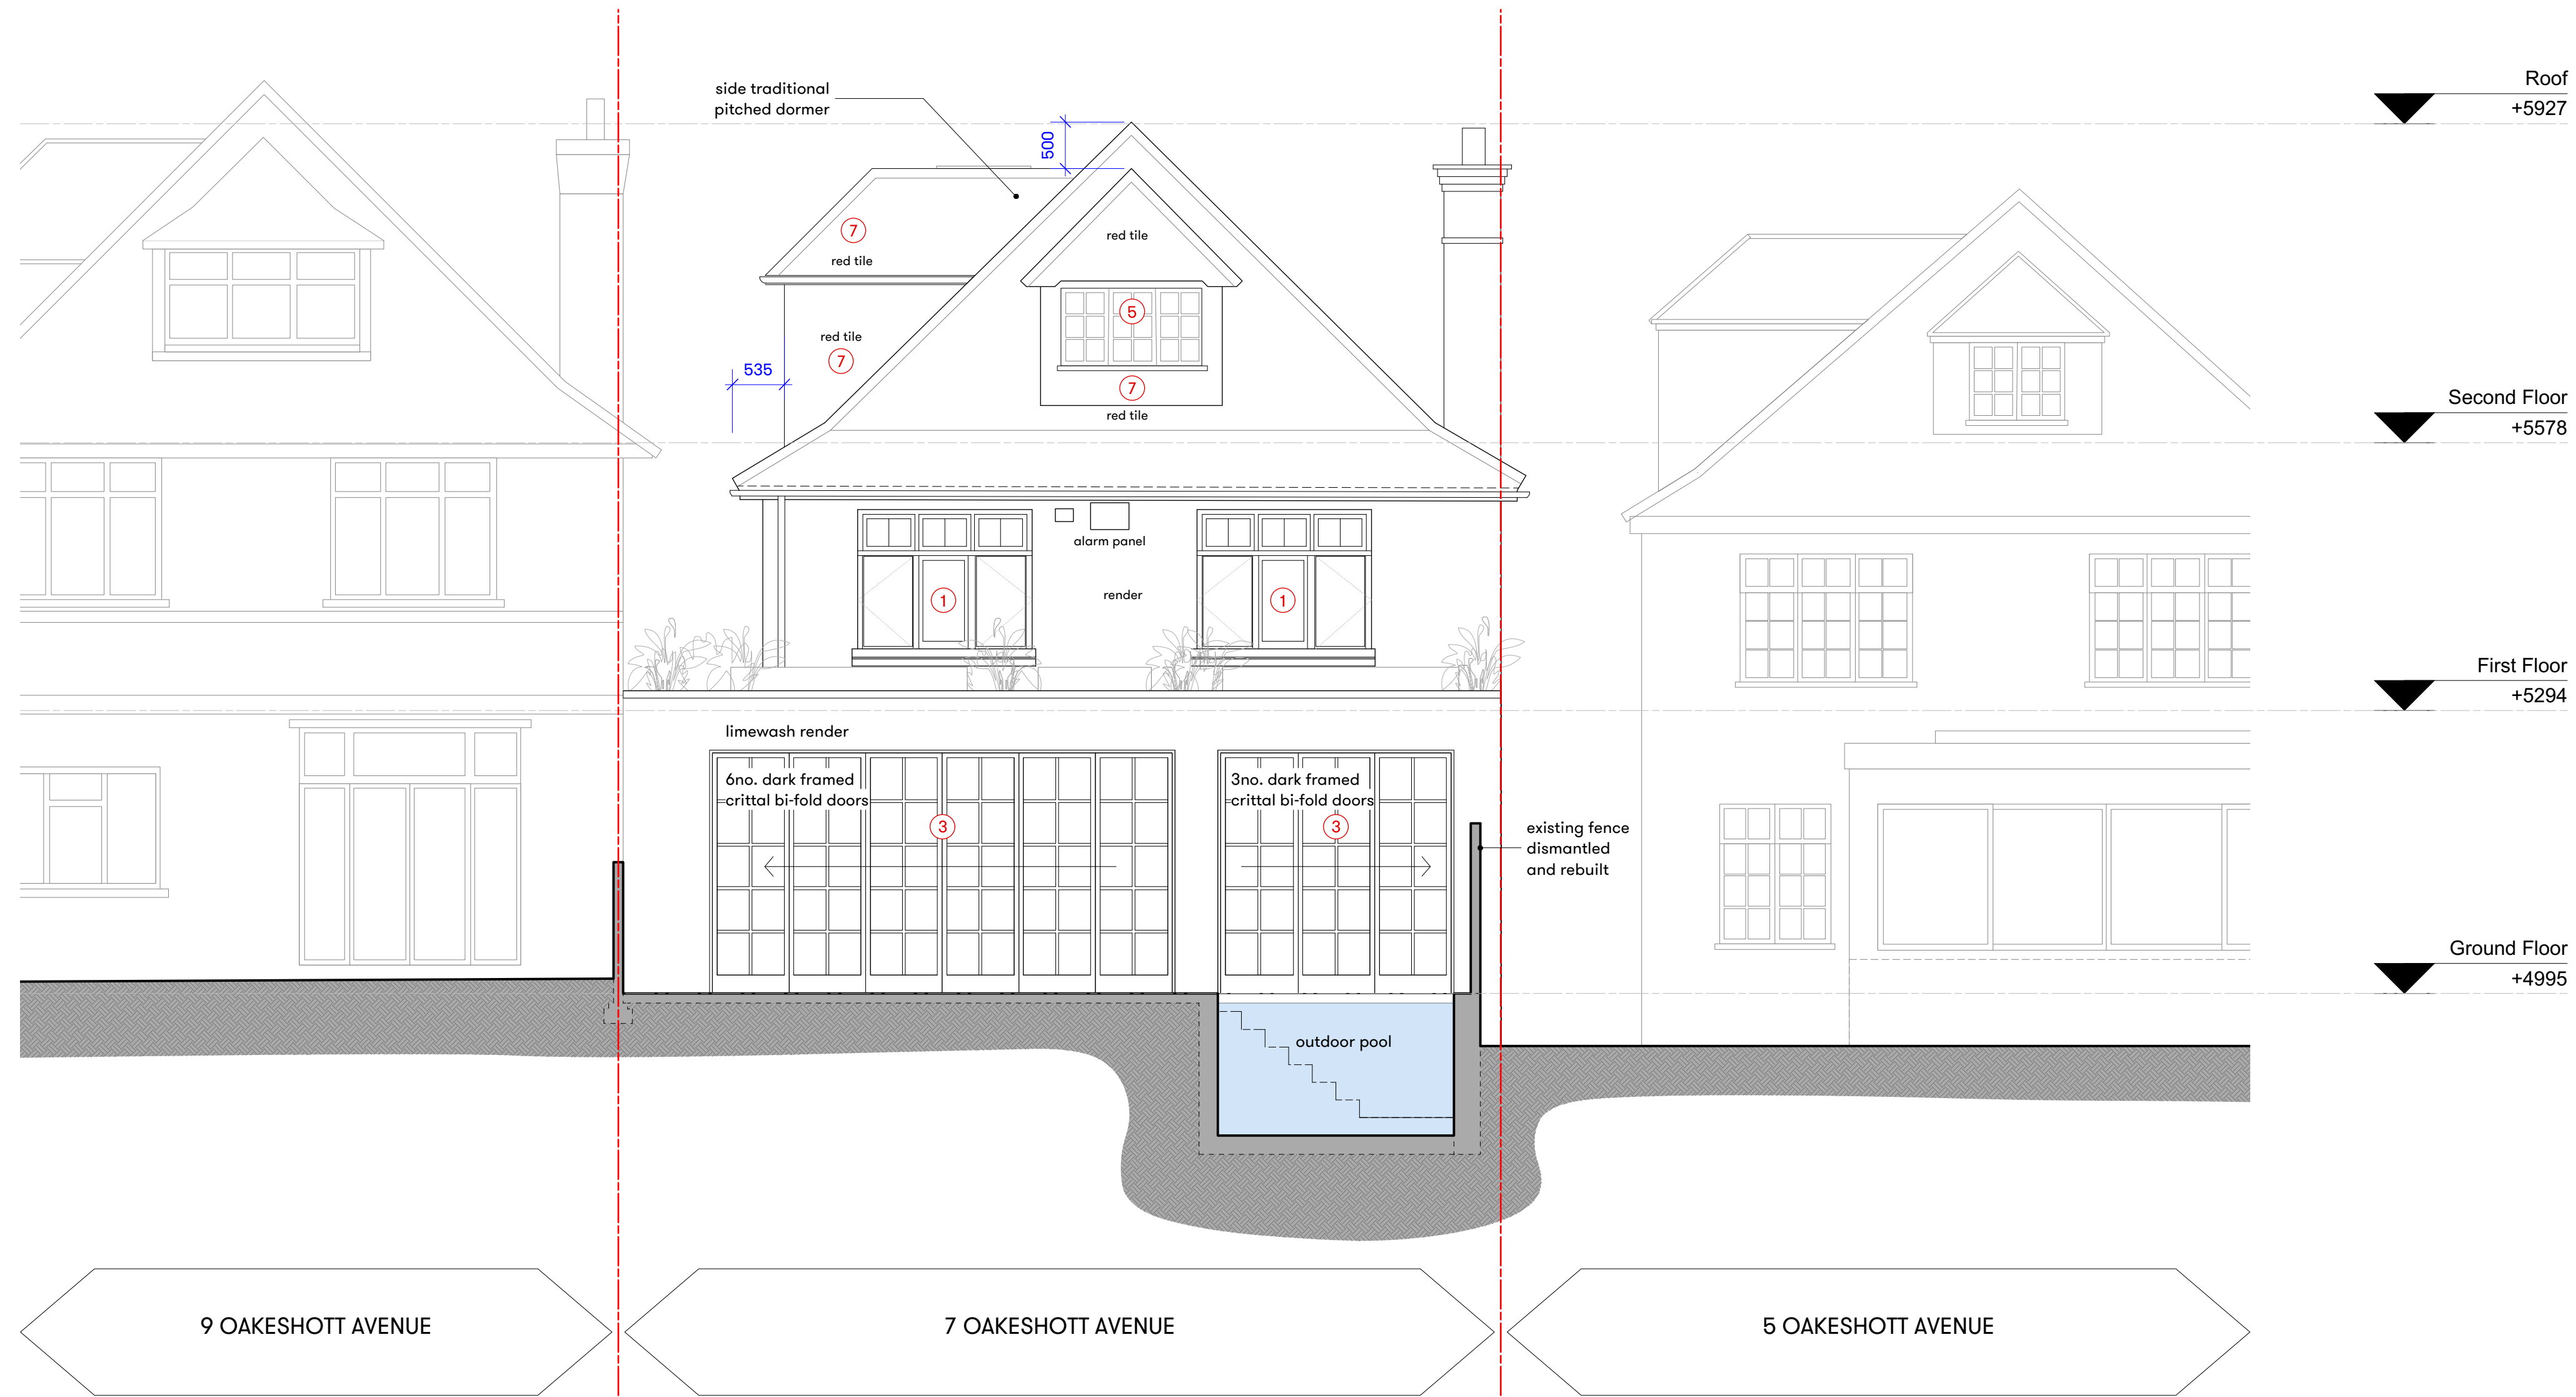 Roof
+5927
side traditional
pitched dormer
500
red tile
7
red tile
5
red tile
7
535
7
red tile
Second Floor
+5578
alarm panel
render
1
1
First Floor
+5294
limewash render
6no. dark framed
crittal bi-fold doors
3no. dark framed
crittal bi-fold doors
3
3
existing fence
dismantled
and rebuilt
Ground Floor
+4995
outdoor pool
9 OAKESHOTT AVENUE
7 OAKESHOTT AVENUE
5 OAKESHOTT AVENUE